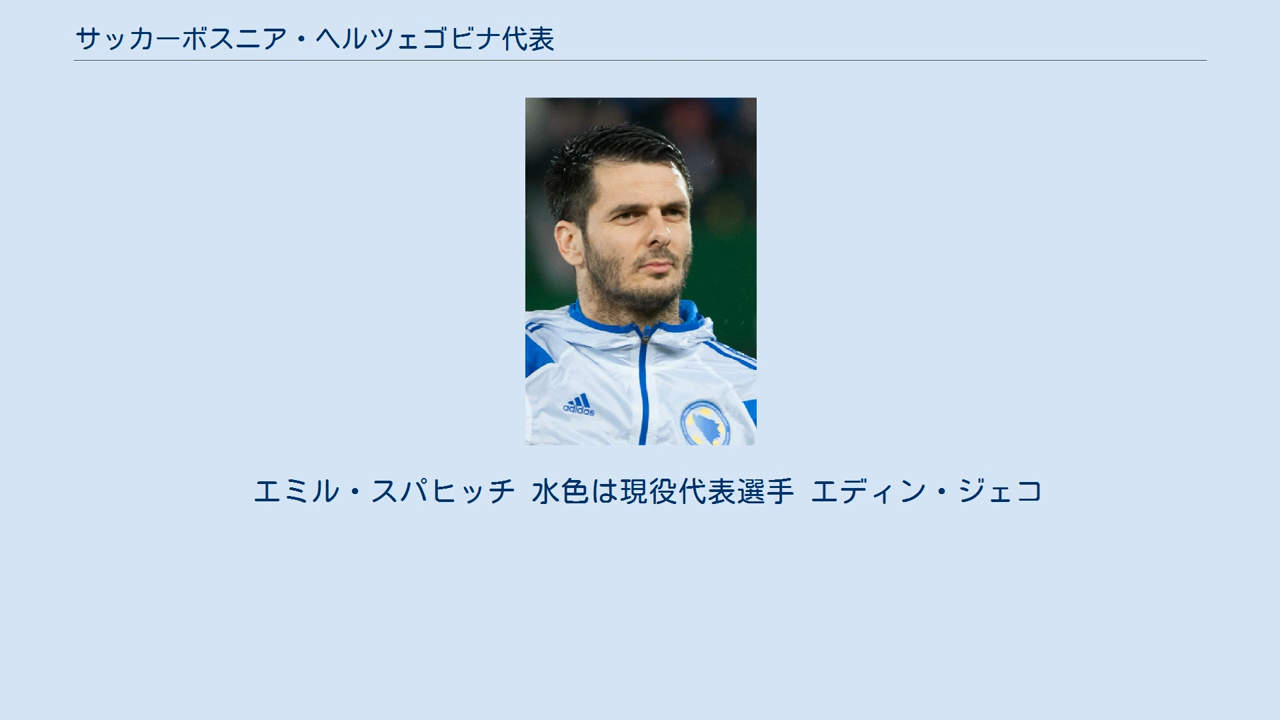 サッカーボスニア・ヘルツェゴビナ代表
adidas
エミル・スパヒッチ 水色は現役代表選手 エディン・ジェコ